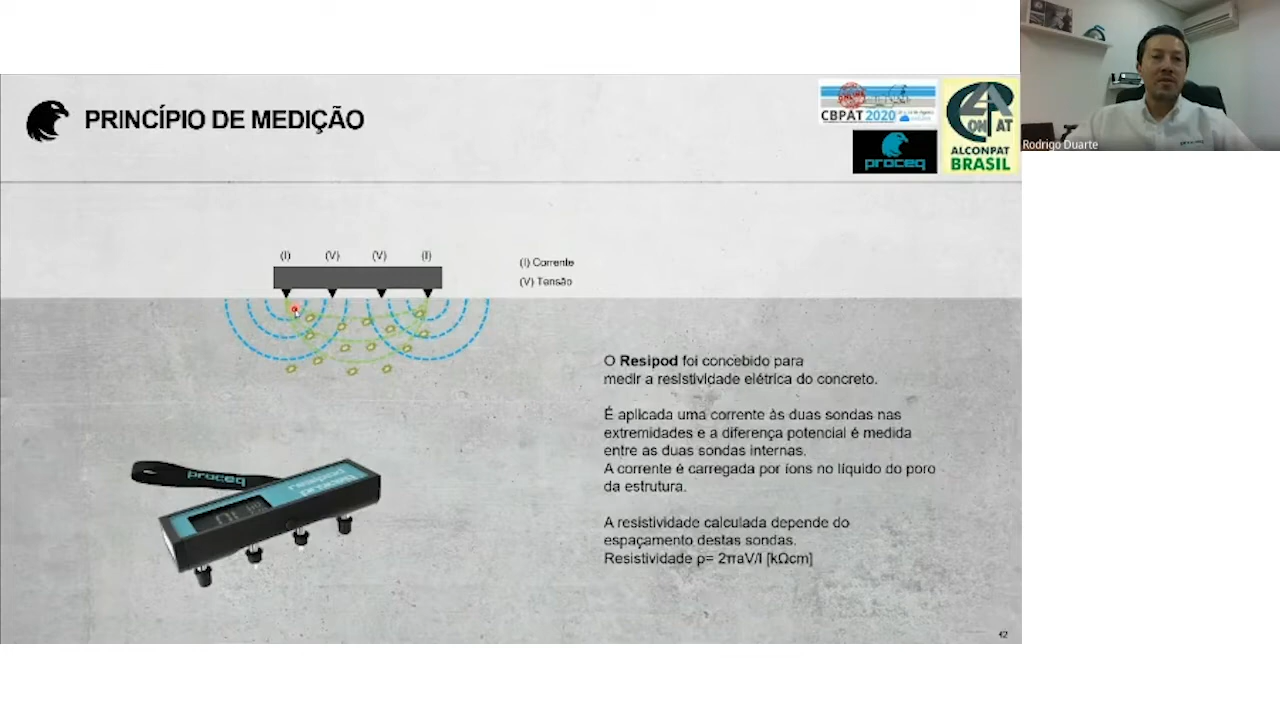 PRINCÍPIO DE MEDIÇÃO
CBPAT 2020
proceq
ALCONPAT
BRASIL
Rodrigo Duarte
(I) (V) (V) (I)
(I) Corrente
(V) Tensão
O Resipod foi concebido para
medir a resistividade elétrica do concreto.
É aplicada uma corrente às duas sondas nas
extremidades e a diferença potencial é medida
entre as duas sondas internas.
A corrente é carregada por íons no líquido do poro
da estrutura.
A resistividade calculada depende do
espaçamento destas sondas.
Resistividade ρ= 2πaV/I [kΩcm]
proceq
resipod
proceq
42